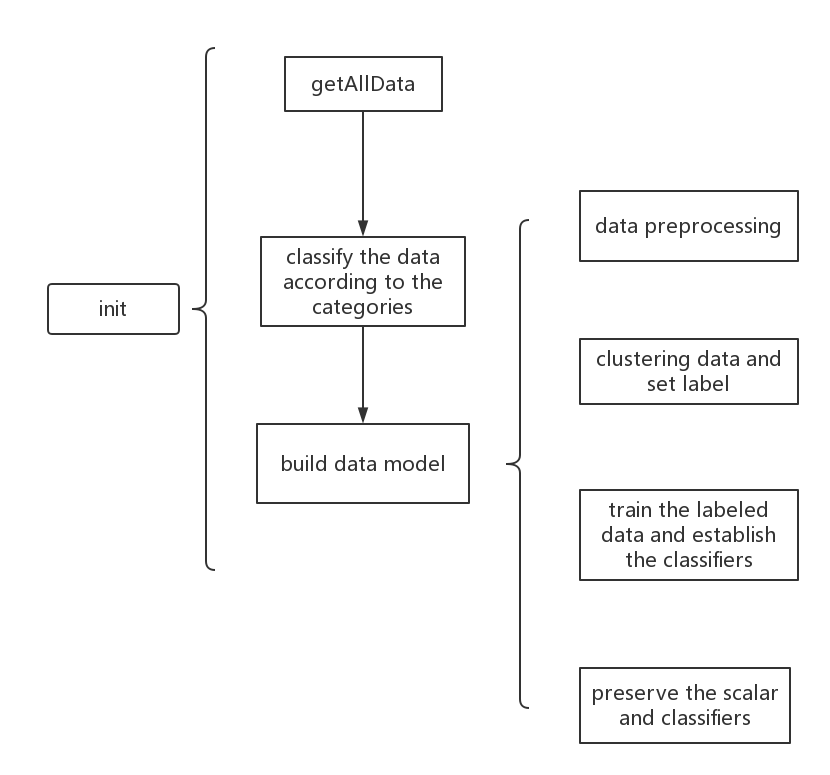 getAllData
data preprocessing
classify the data
according to the
categories
init
clustering data and
set label
build data model
train the labeled
data and establish
the classifiers
preserve the scalar
and classifiers